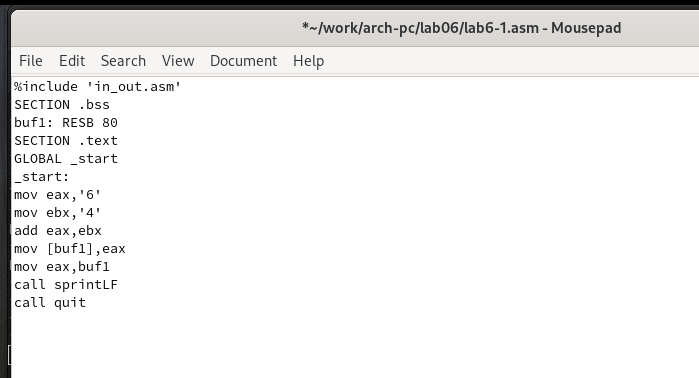 *~/work/arch-pc/lab06/lab6-1.asm - Mousepad
File Edit Search View Document Help
%include 'in_out.asm'
SECTION .bss
buf1: RESB 80
SECTION .text
GLOBAL _start
_start:
mov eax,'6'
mov ebx,'4'
add eax,ebx
mov [buf1],eax
mov eax,buf1
call sprintLF
call quit